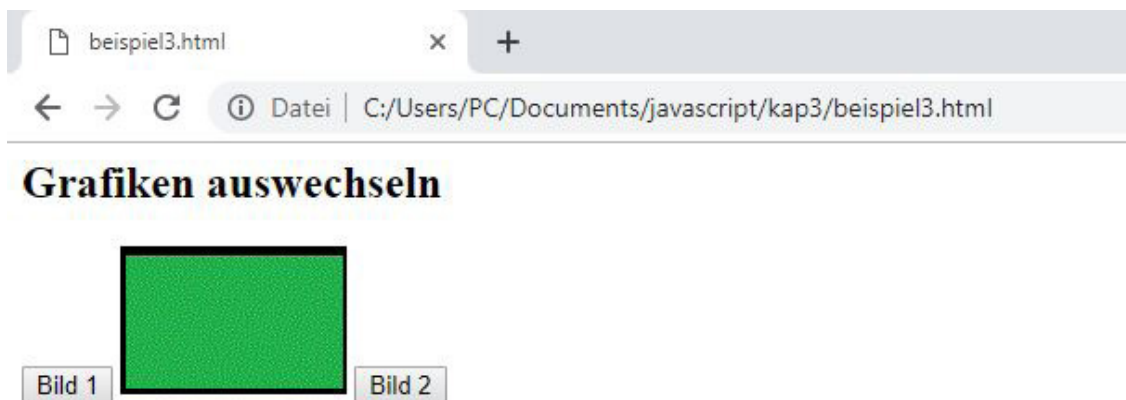 beispiel3.html
Datei | C:/Users/PC/Documents/javascript/kap3/beispiel3.html
Grafiken auswechseln
Bild 1 Bild 2